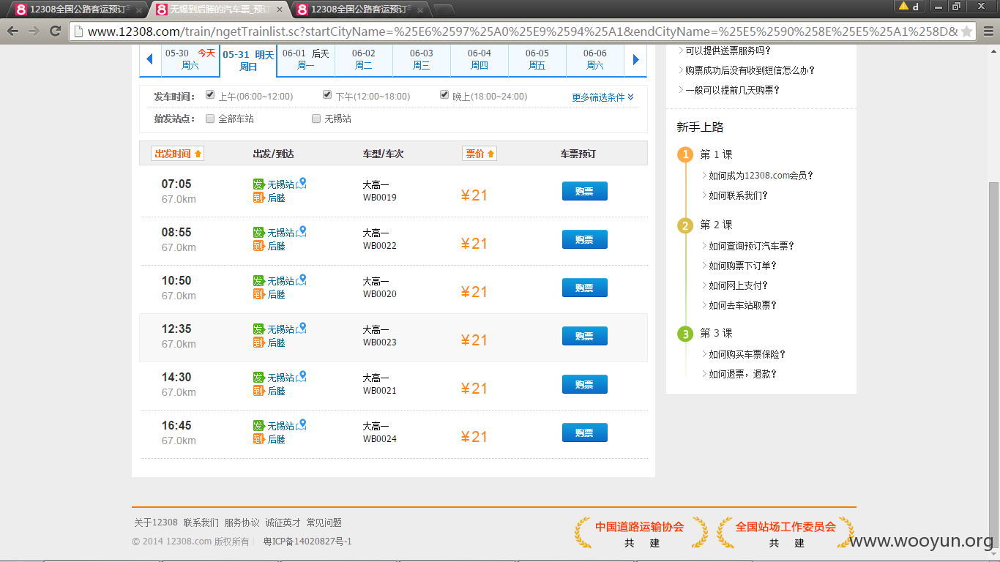 12308全国公路客运预订
无锡到后塍的汽车票_预
12308全国公路客运预订
d
www.12308.com/train/ngetTrainlist.sc?startCityName=%25E6%2597%25A0%25E9%2594%25A1&endCityName=%25E5%2590%258E%25E5%25A1%258D&
05-30 今天
周六
05-31 明天
周日
06-01 后天
周一
06-02
周二
06-03
周三
06-04
周四
06-05
周五
06-06
周六
发车时间： 上午(06:00~12:00) 下午(12:00~18:00) 晚上(18:00~24:00) 更多筛选条件
始发站点： 全部车站 无锡站
出发时间 出发/到达 车型/车次 票价 车票预订
07:05 发 无锡站 大高一 ¥21 购票
67.0km 到 后塍 WB0019
08:55 发 无锡站 大高一 ¥21 购票
67.0km 到 后塍 WB0022
10:50 发 无锡站 大高一 ¥21 购票
67.0km 到 后塍 WB0020
12:35 发 无锡站 大高一 ¥21 购票
67.0km 到 后塍 WB0023
14:30 发 无锡站 大高一 ¥21 购票
67.0km 到 后塍 WB0021
16:45 发 无锡站 大高一 ¥21 购票
67.0km 到 后塍 WB0024
可以提供送票服务吗？
购票成功后没有收到短信怎么办？
一般可以提前几天购票？
新手上路
1 第 1 课
如何成为12308.com会员？
如何联系我们？
2 第 2 课
如何查询预订汽车票？
如何购票下订单？
如何网上支付？
如何去车站取票？
3 第 3 课
如何购买车票保险？
如何退票，退款？
关于12308 联系我们 服务协议 诚征英才 常见问题
© 2014 12308.com 版权所有 | 粤ICP备14020827号-1
中国道路运输协会
共 建
全国站场工作委员会
共 建
www.wooyun.org